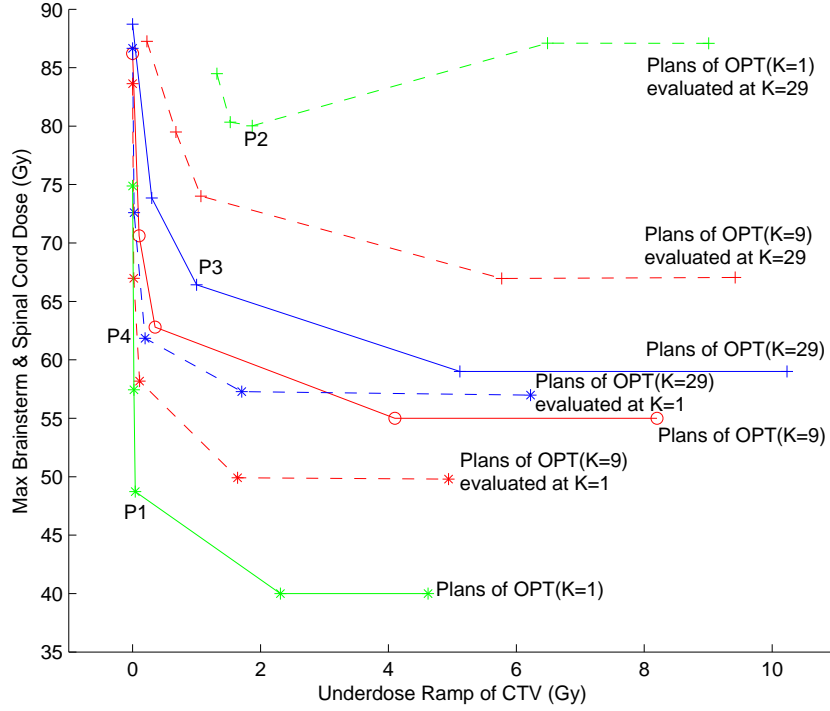 90
85
80
75
70
65
60
55
50
45
40
35
0
2
4
6
8
10
Max Brainsterm & Spinal Cord Dose (Gy)
Underdose Ramp of CTV (Gy)
Plans of OPT(K=1)
evaluated at K=29
P2
Plans of OPT(K=9)
evaluated at K=29
P3
P4
Plans of OPT(K=29)
Plans of OPT(K=29)
evaluated at K=1
Plans of OPT(K=9)
Plans of OPT(K=9)
evaluated at K=1
P1
Plans of OPT(K=1)